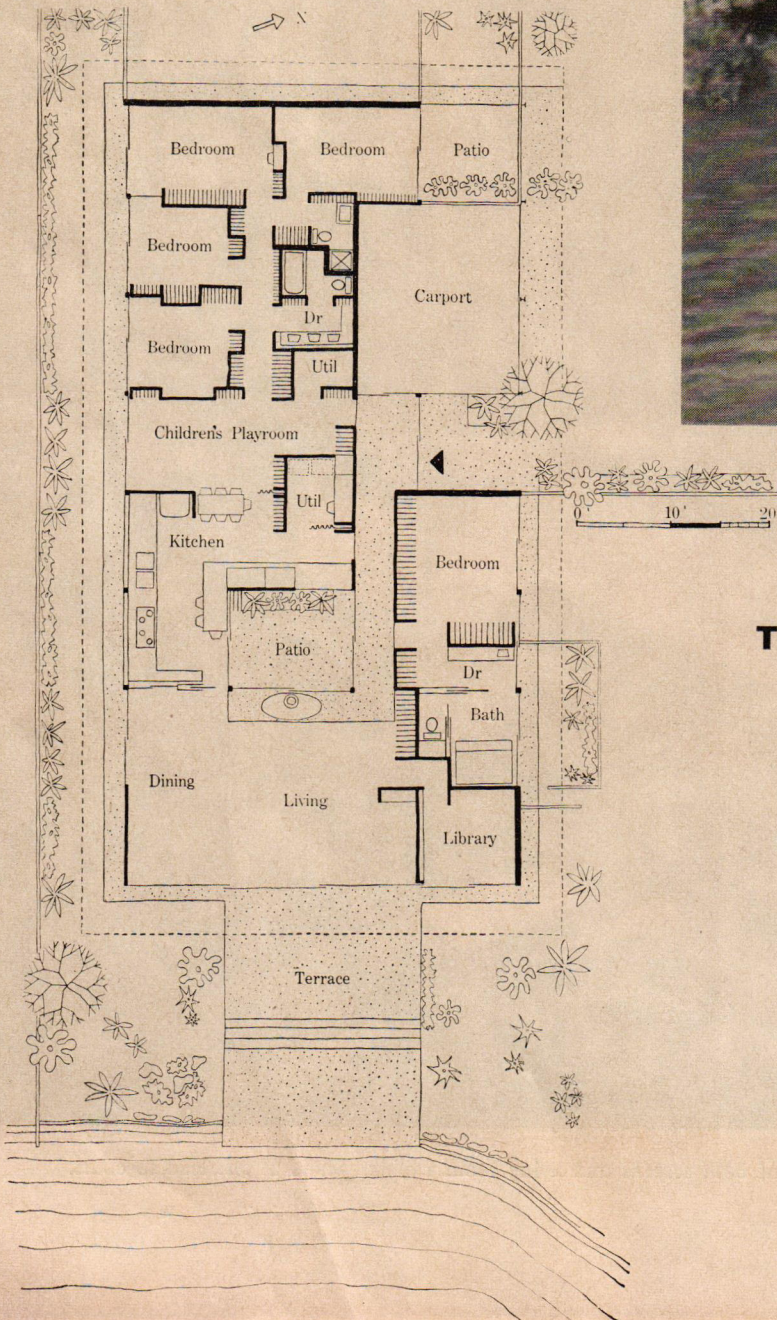 N
Bedroom
Bedroom
Patio
Bedroom
Carport
Dr
Bedroom
Util
Children's Playroom
Util
Kitchen
0 10' 20
Bedroom
T
Patio
Dr
Bath
Dining
Living
Library
Terrace